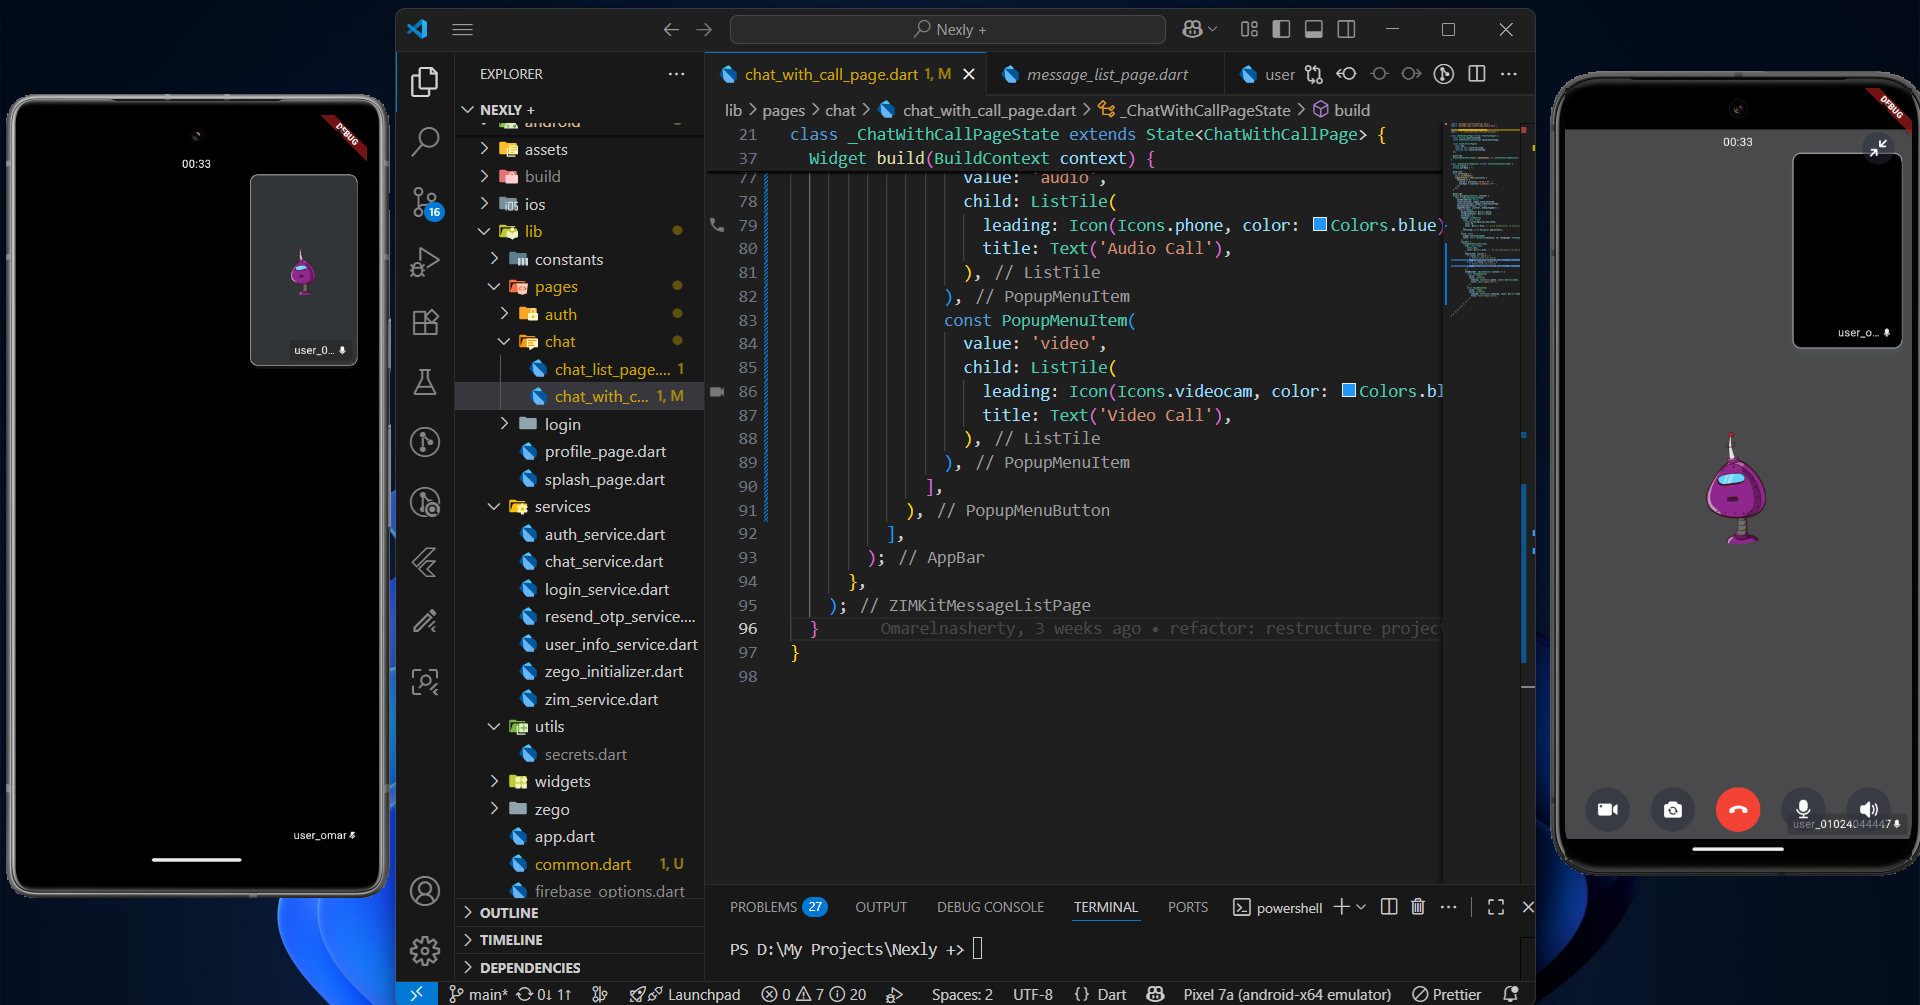 Nexly +
EXPLORER
NEXLY +
android
assets
build
ios
lib
constants
pages
auth
chat
chat_list_page.... 1
chat_with_c... 1, M
login
profile_page.dart
splash_page.dart
services
auth_service.dart
chat_service.dart
login_service.dart
resend_otp_service....
user_info_service.dart
zego_initializer.dart
zim_service.dart
utils
secrets.dart
widgets
zego
app.dart
common.dart 1, U
firebase_options.dart
OUTLINE
TIMELINE
DEPENDENCIES
16
chat_with_call_page.dart 1, M
message_list_page.dart
user
lib > pages > chat > chat_with_call_page.dart > _ChatWithCallPageState > build
21 class _ChatWithCallPageState extends State<ChatWithCallPage> {
37 Widget build(BuildContext context) {
77 value: 'audio',
78 child: ListTile(
79 leading: Icon(Icons.phone, color: Colors.blue)
80 title: Text('Audio Call'),
81 ), // ListTile
82 ), // PopupMenuItem
83 const PopupMenuItem(
84 value: 'video',
85 child: ListTile(
86 leading: Icon(Icons.videocam, color: Colors.bl
87 title: Text('Video Call'),
88 ), // ListTile
89 ), // PopupMenuItem
90 ],
91 ), // PopupMenuButton
92 ],
93 ); // AppBar
94 },
95 ); // ZIMKitMessageListPage
96 } Omarelnasherty, 3 weeks ago • refactor: restructure project
97 }
98
PROBLEMS 27 OUTPUT DEBUG CONSOLE TERMINAL PORTS powershell
PS D:\My Projects\Nexly +>
main* 0↓ 1↑ Launchpad 0 7 20 Spaces: 2 UTF-8 {} Dart Pixel 7a (android-x64 emulator) Prettier
DEBUG
00:33
user_0...
user_omar
DEBUG
00:33
user_o...
user_01024044447